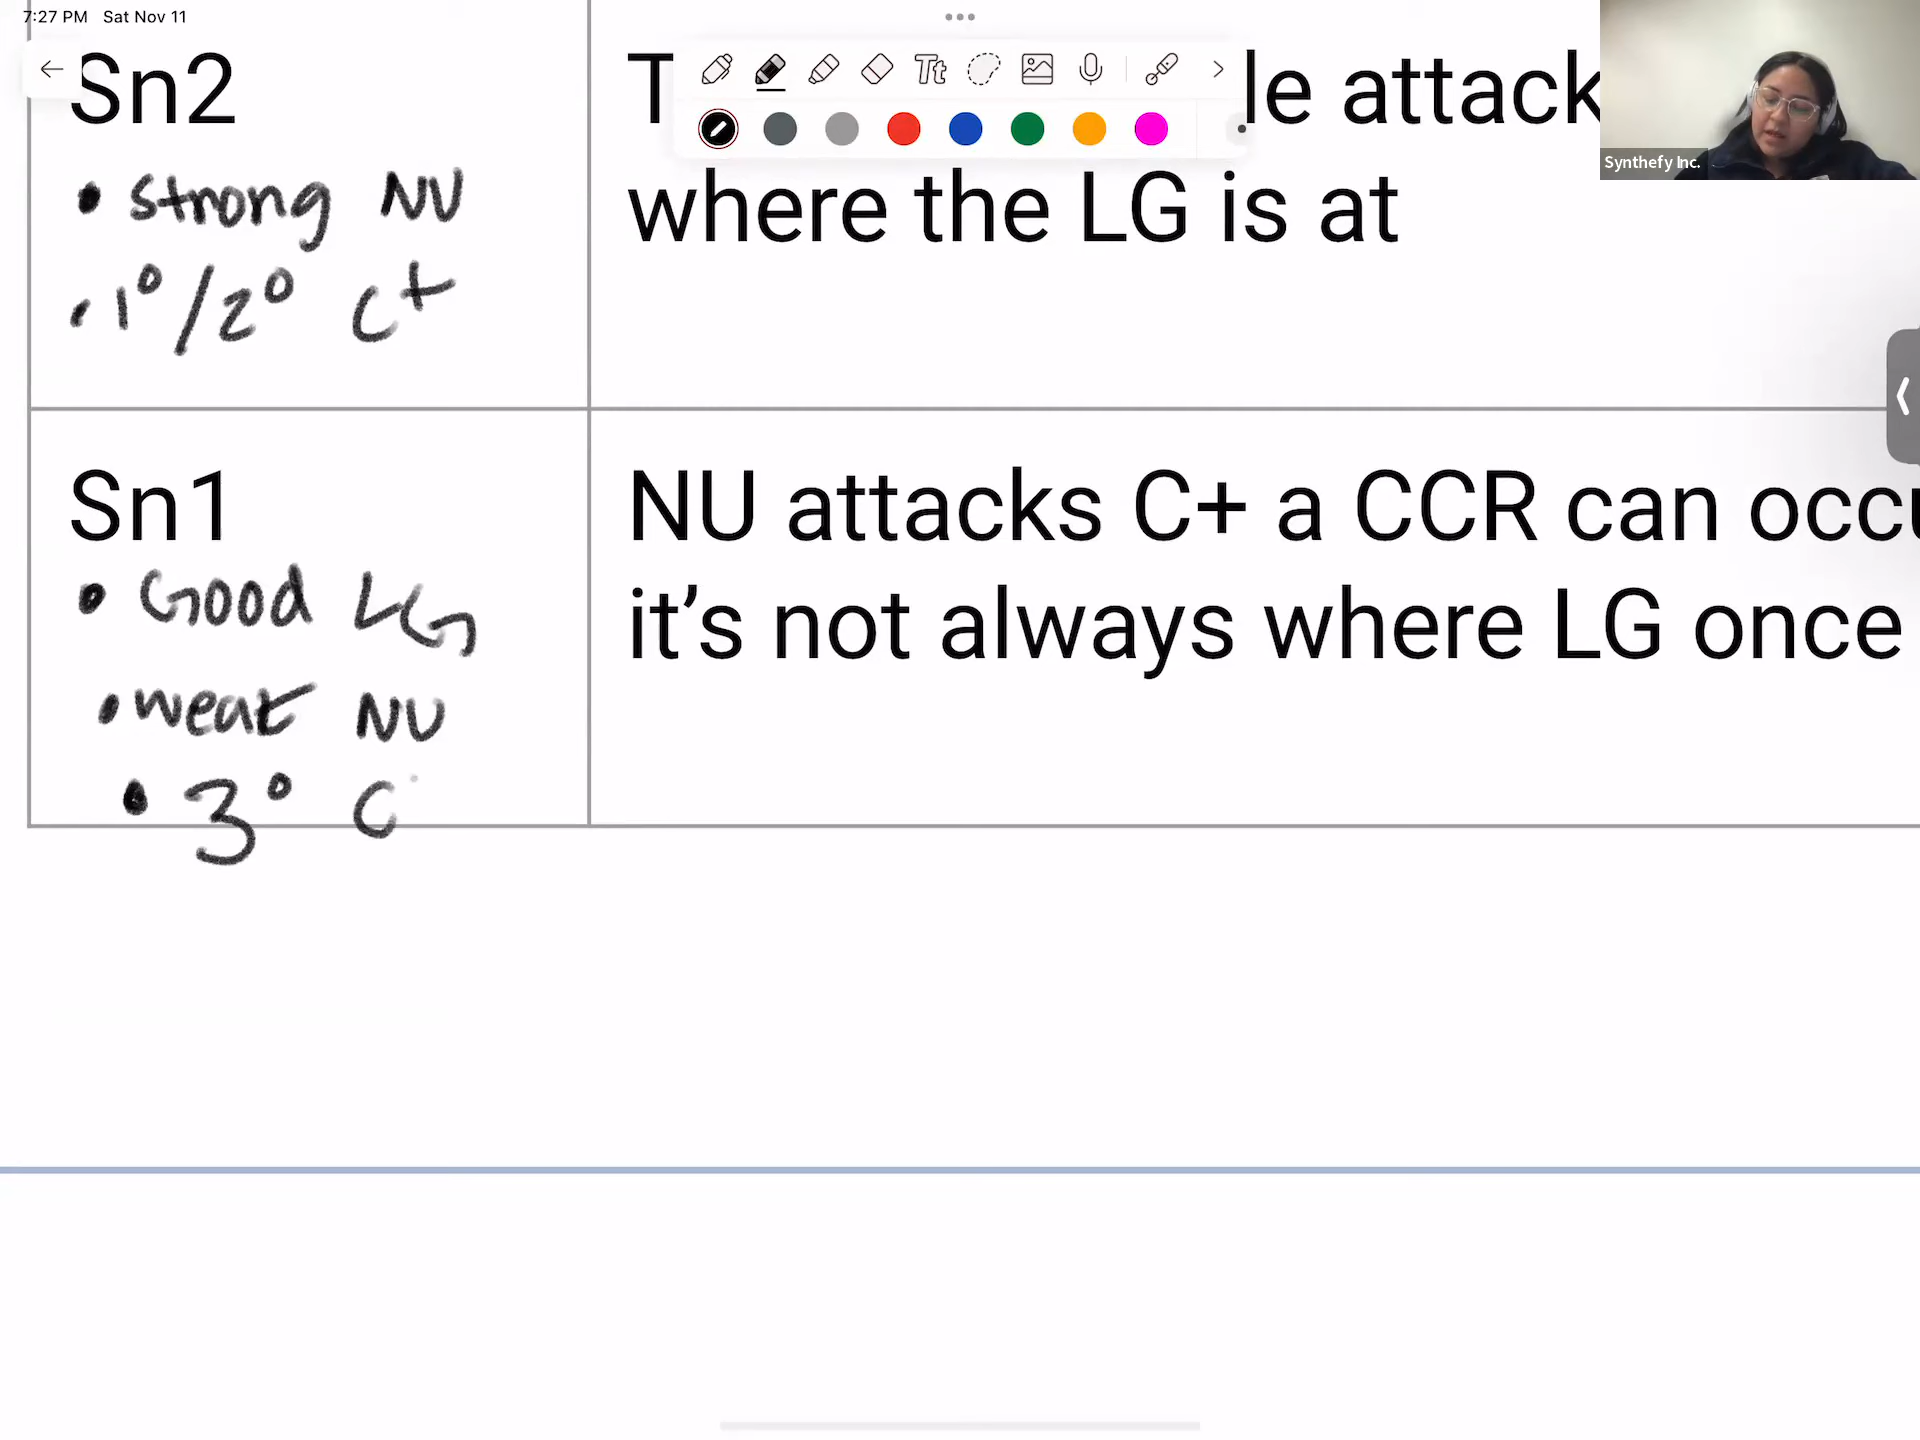 7:27 PM Sat Nov 11
Sn2
T le attack
where the LG is at
• strong NU
• 1°/2° C+
Tt
Synthefy Inc.
Sn1
NU attacks C+ a CCR can occu
it’s not always where LG once
• Good LG
• weak NU
• 3° C